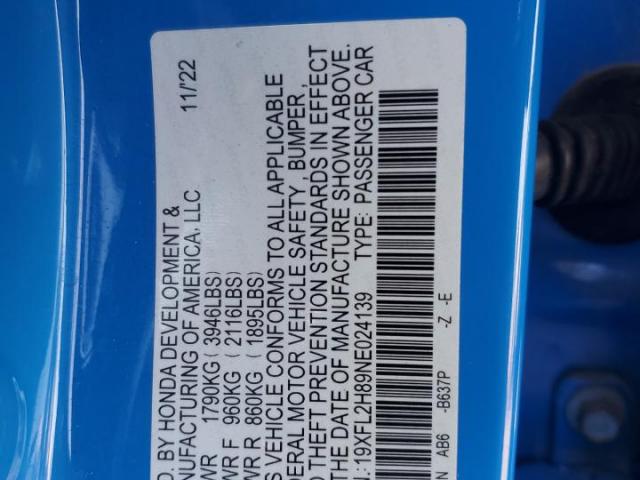 D. BY HONDA DEVELOPMENT &
NUFACTURING OF AMERICA, LLC 11/22
WR 1790KG ( 3946LBS)
WR F 960KG ( 2116LBS)
WR R 860KG ( 1895LBS)
S VEHICLE CONFORMS TO ALL APPLICABLE
DERAL MOTOR VEHICLE SAFETY , BUMPER ,
D THEFT PREVENTION STANDARDS IN EFFECT
THE DATE OF MANUFACTURE SHOWN ABOVE.
.: 19XFL2H89NE024139 TYPE: PASSENGER CAR
N AB6 -B637P -Z -E